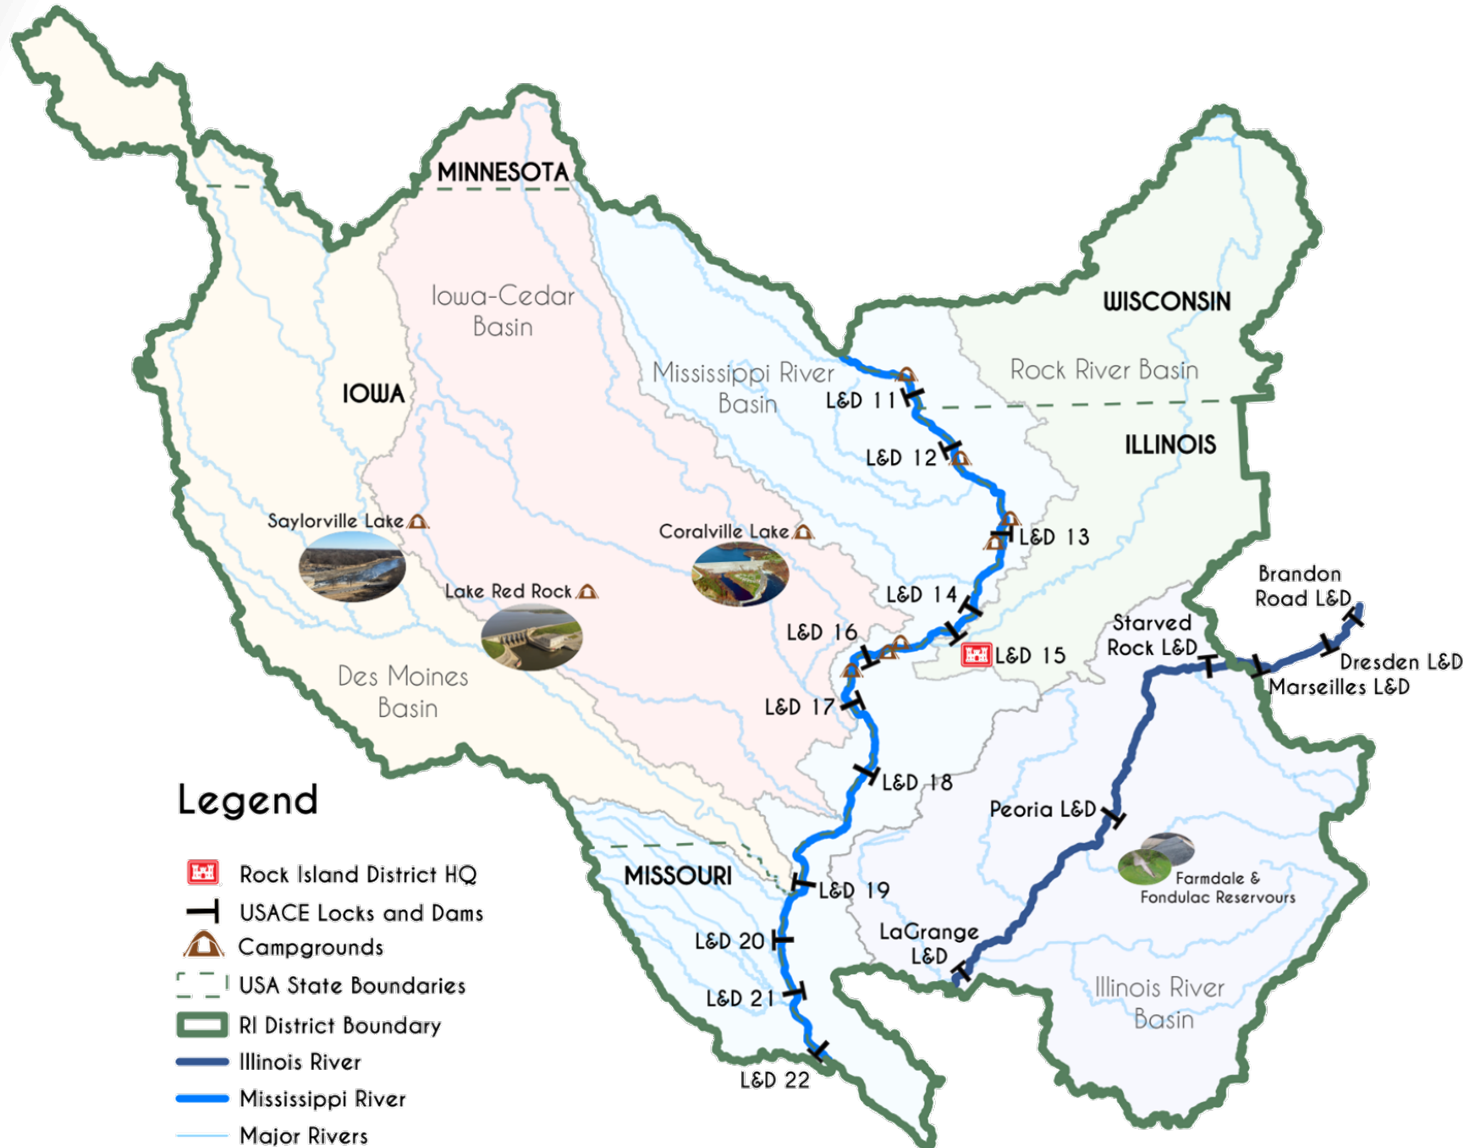 MINNESOTA
WISCONSIN
Iowa-Cedar
Basin
Mississippi River
Basin
Rock River Basin
IOWA
L&D 11
ILLINOIS
L&D 12
Saylorville Lake
Coralville Lake
L&D 13
Lake Red Rock
L&D 14
Brandon
Road L&D
L&D 16
Starved
Rock L&D
L&D 15
Dresden L&D
Marseilles L&D
Des Moines
Basin
L&D 17
L&D 18
Peoria L&D
MISSOURI
L&D 19
Farmdale &
Fondulac Reservours
L&D 20
LaGrange
L&D
L&D 21
Illinois River
Basin
L&D 22
Legend
Rock Island District HQ
USACE Locks and Dams
Campgrounds
USA State Boundaries
RI District Boundary
Illinois River
Mississippi River
Major Rivers